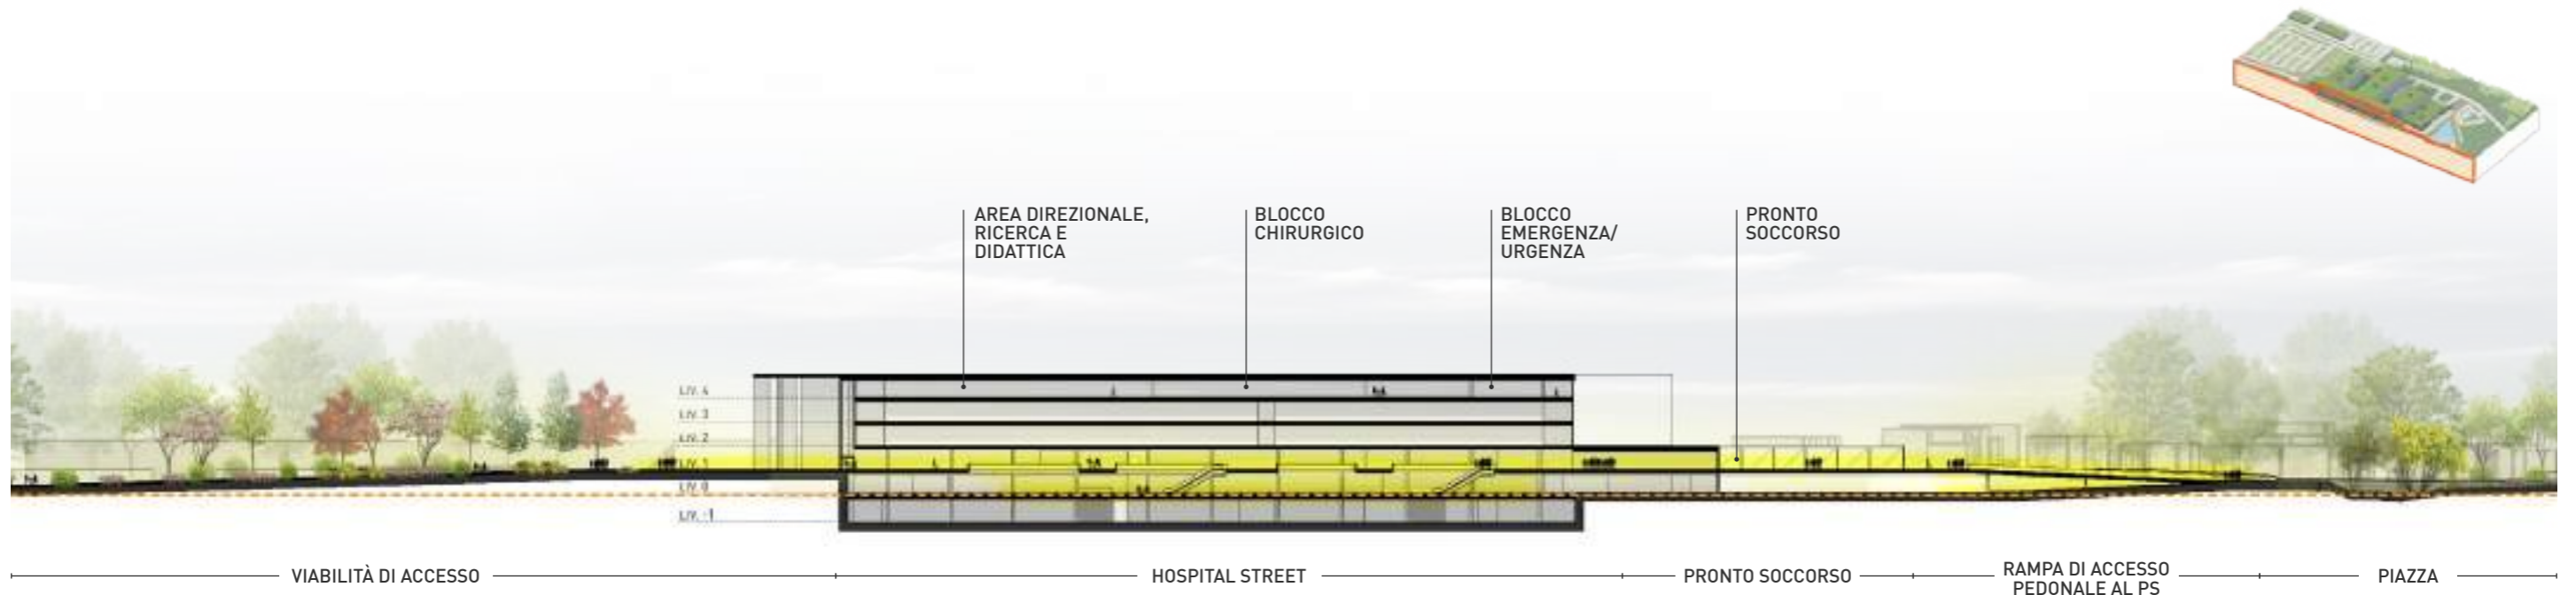 AREA DIREZIONALE,
RICERCA E
DIDATTICA
BLOCCO
CHIRURGICO
BLOCCO
EMERGENZA/
URGENZA
PRONTO
SOCCORSO
LIV. 4
LIV. 3
LIV. 2
LIV. 1
LIV. 0
LIV. -1
VIABILITÀ DI ACCESSO
HOSPITAL STREET
PRONTO SOCCORSO
RAMPA DI ACCESSO
PEDONALE AL PS
PIAZZA